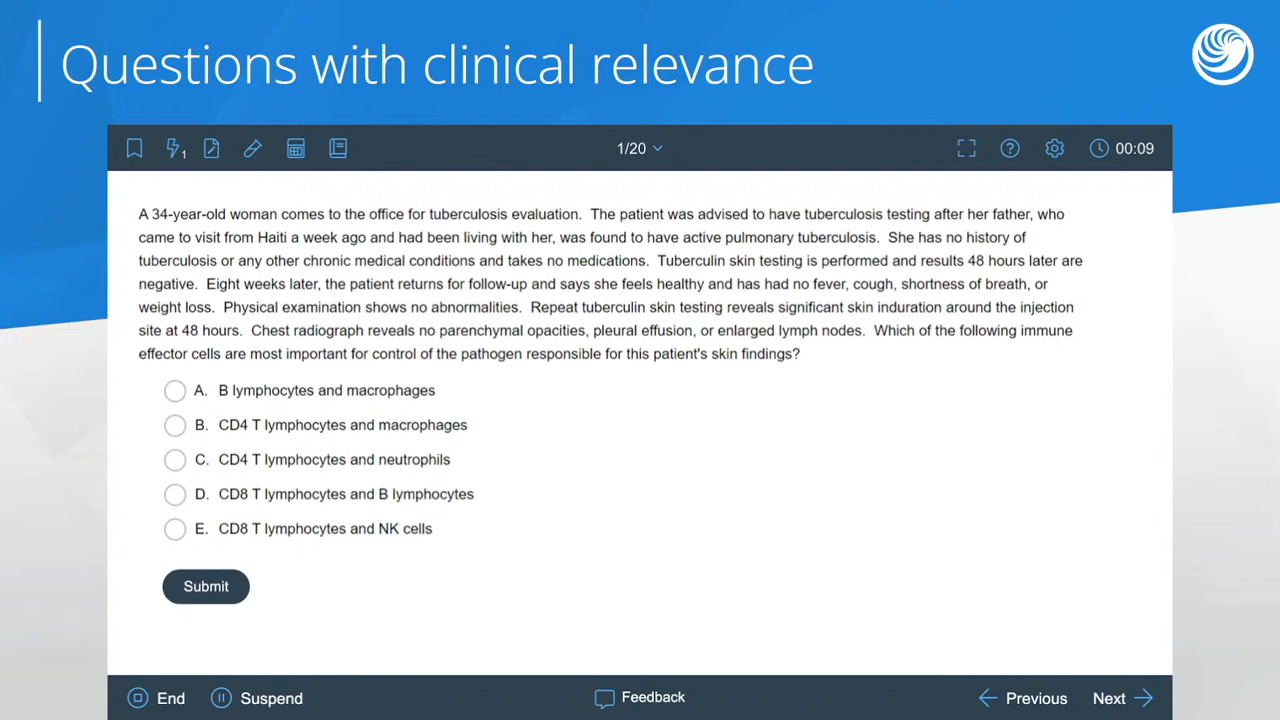 Questions with clinical relevance
1
1/20
00:09
A 34-year-old woman comes to the office for tuberculosis evaluation. The patient was advised to have tuberculosis testing after her father, who
came to visit from Haiti a week ago and had been living with her, was found to have active pulmonary tuberculosis. She has no history of
tuberculosis or any other chronic medical conditions and takes no medications. Tuberculin skin testing is performed and results 48 hours later are
negative. Eight weeks later, the patient returns for follow-up and says she feels healthy and has had no fever, cough, shortness of breath, or
weight loss. Physical examination shows no abnormalities. Repeat tuberculin skin testing reveals significant skin induration around the injection
site at 48 hours. Chest radiograph reveals no parenchymal opacities, pleural effusion, or enlarged lymph nodes. Which of the following immune
effector cells are most important for control of the pathogen responsible for this patient's skin findings?
A. B lymphocytes and macrophages
B. CD4 T lymphocytes and macrophages
C. CD4 T lymphocytes and neutrophils
D. CD8 T lymphocytes and B lymphocytes
E. CD8 T lymphocytes and NK cells
Submit
End
Suspend
Feedback
Previous
Next